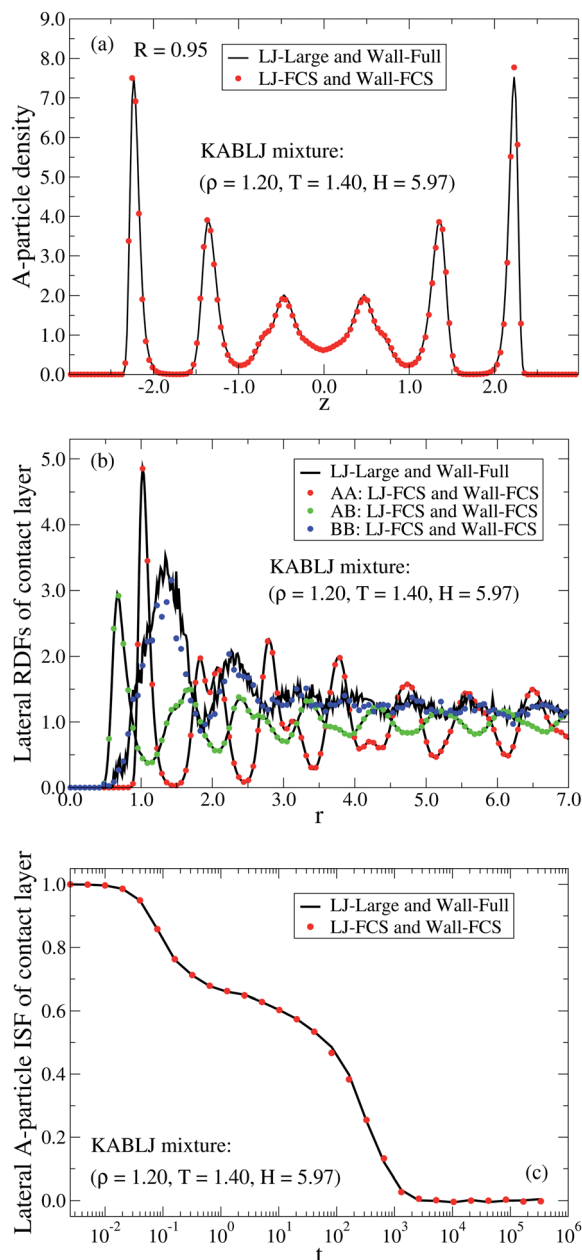 (a)
R = 0.95
LJ-Large and Wall-Full
LJ-FCS and Wall-FCS
KABLJ mixture:
(ρ = 1.20, T = 1.40, H = 5.97)
A-particle density
9.0
8.0
7.0
6.0
5.0
4.0
3.0
2.0
1.0
0.0
-2.0 -1.0 0.0 1.0 2.0
z
(b)
LJ-Large and Wall-Full
AA: LJ-FCS and Wall-FCS
AB: LJ-FCS and Wall-FCS
BB: LJ-FCS and Wall-FCS
KABLJ mixture:
(ρ = 1.20, T = 1.40, H = 5.97)
Lateral RDFs of contact layer
5.0
4.0
3.0
2.0
1.0
0.0
0.0 1.0 2.0 3.0 4.0 5.0 6.0 7.0
r
LJ-Large and Wall-Full
LJ-FCS and Wall-FCS
KABLJ mixture:
(ρ = 1.20, T = 1.40, H = 5.97)
(c)
Lateral A-particle ISF of contact layer
1.0
0.8
0.6
0.4
0.2
0.0
10⁻² 10⁻¹ 10⁰ 10¹ 10² 10³ 10⁴ 10⁵ 10⁶
t